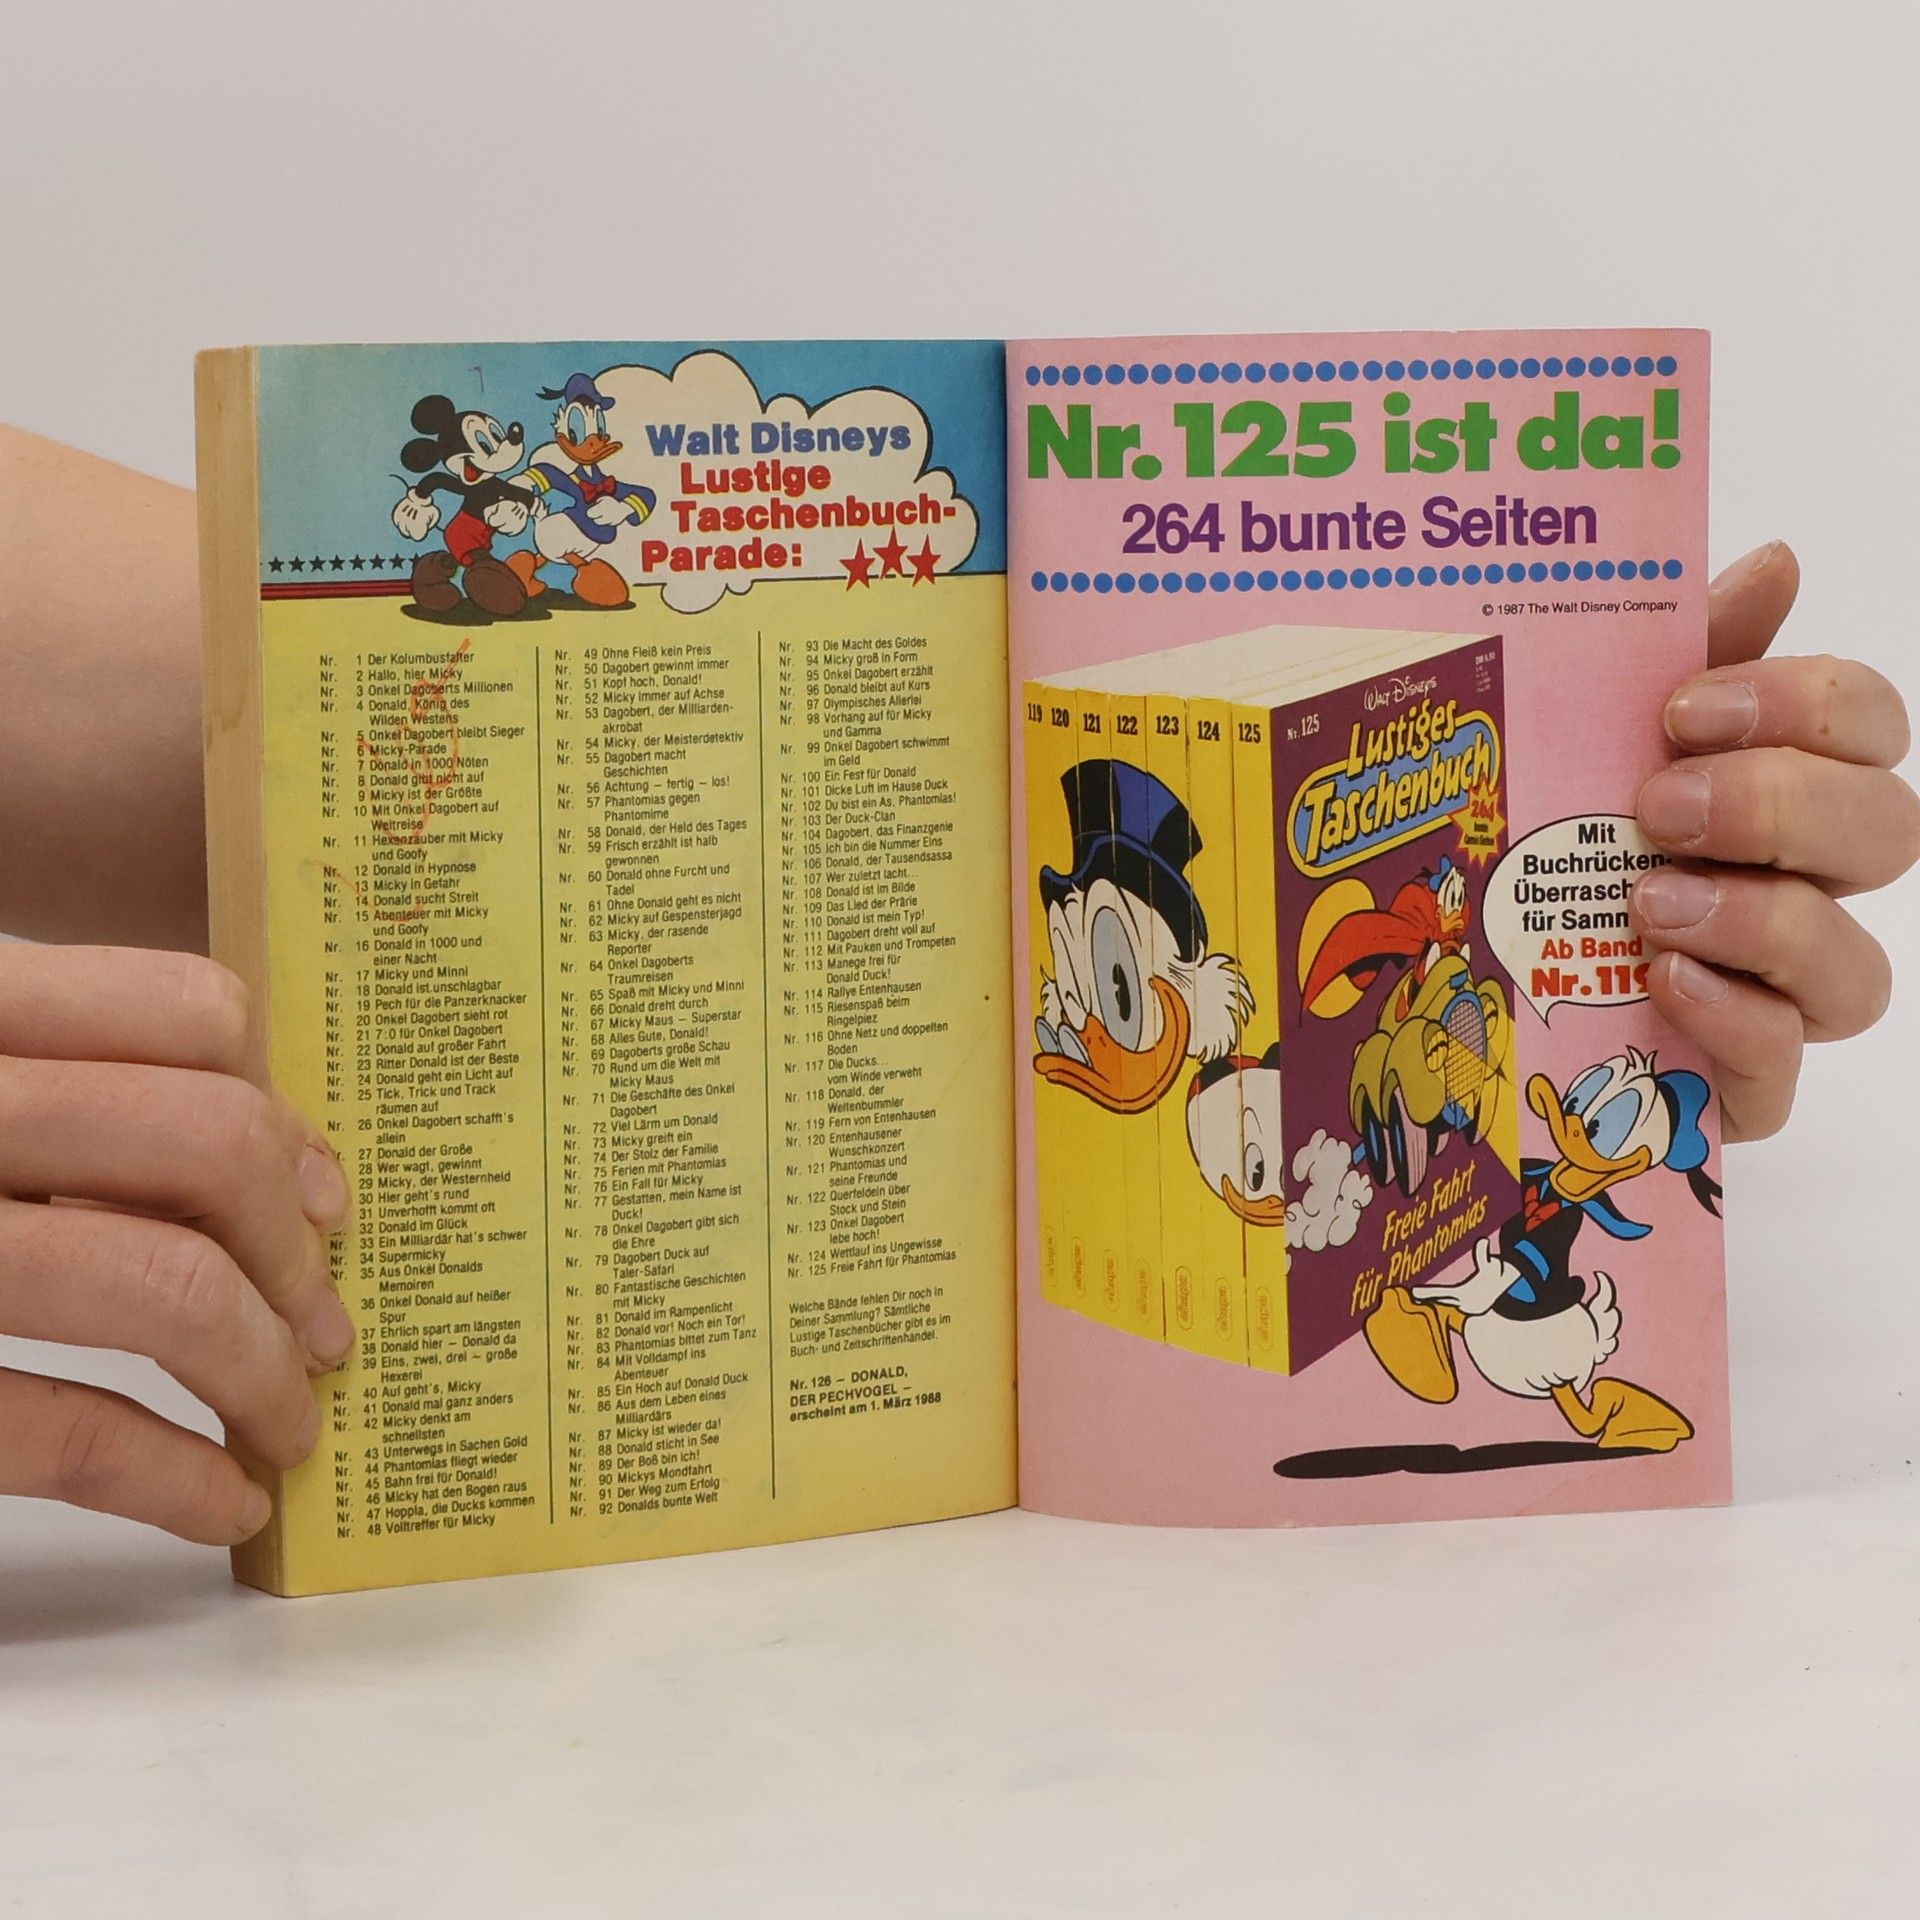 Walt Disneys
Lustige
Taschenbuch-
Parade:
Nr. 1 Der Kolumbusfalter
Nr. 2 Hallo, hier Micky
Nr. 3 Onkel Dagoberts Millionen
Nr. 4 Donald, König des
Wilden Westens
Nr. 5 Onkel Dagobert bleibt Sieger
Nr. 6 Micky-Parade
Nr. 7 Donald in 1000 Nöten
Nr. 8 Donald gibt nicht auf
Nr. 9 Micky ist der Größte
Nr. 10 Mit Onkel Dagobert auf
Weltreise
Nr. 11 Hexenzauber mit Micky
und Goofy
Nr. 12 Donald in Hypnose
Nr. 13 Micky in Gefahr
Nr. 14 Donald sucht Streit
Nr. 15 Abenteuer mit Micky
und Goofy
Nr. 16 Donald in 1000 und
einer Nacht
Nr. 17 Micky und Minni
Nr. 18 Donald ist unschlagbar
Nr. 19 Pech für die Panzerknacker
Nr. 20 Onkel Dagobert sieht rot
Nr. 21 7:0 für Onkel Dagobert
Nr. 22 Donald auf großer Fahrt
Nr. 23 Ritter Donald ist der Beste
Nr. 24 Donald geht ein Licht auf
Nr. 25 Tick, Trick und Track
räumen auf
Nr. 26 Onkel Dagobert schafft's
allein
27 Donald der Große
28 Wer wagt, gewinnt
29 Micky, der Westernheld
30 Hier geht's rund
31 Unverhofft kommt oft
32 Donald im Glück
Nr. 33 Ein Milliardär hat's schwer
Nr. 34 Supermicky
Nr. 35 Aus Onkel Donalds
Memoiren
36 Onkel Donald auf heißer
Spur
37 Ehrlich spart am längsten
38 Donald hier – Donald da
39 Eins, zwei, drei – große
Hexerei
Nr. 40 Auf geht's, Micky
Nr. 41 Donald mal ganz anders
Nr. 42 Micky denkt am
schnellsten
Nr. 43 Unterwegs in Sachen Gold
Nr. 44 Phantomias fliegt wieder
Nr. 45 Bahn frei für Donald!
Nr. 46 Micky hat den Bogen raus
Nr. 47 Hoppla, die Ducks kommen
Nr. 48 Volltreffer für Micky
Nr. 49 Ohne Fleiß kein Preis
Nr. 50 Dagobert gewinnt immer
Nr. 51 Kopf hoch, Donald!
Nr. 52 Micky immer auf Achse
Nr. 53 Dagobert, der Milliarden-
akrobat
Nr. 54 Micky, der Meisterdetektiv
Nr. 55 Dagobert macht
Geschichten
Nr. 56 Achtung – fertig – los!
Nr. 57 Phantomias gegen
Phantomime
Nr. 58 Donald, der Held des Tages
Nr. 59 Frisch erzählt ist halb
gewonnen
Nr. 60 Donald ohne Furcht und
Tadel
Nr. 61 Ohne Donald geht es nicht
Nr. 62 Micky auf Gespensterjagd
Nr. 63 Micky, der rasende
Reporter
Nr. 64 Onkel Dagoberts
Traumreisen
Nr. 65 Spaß mit Micky und Minni
Nr. 66 Donald dreht durch
Nr. 67 Micky Maus – Superstar
Nr. 68 Alles Gute, Donald!
Nr. 69 Dagoberts große Schau
Nr. 70 Rund um die Welt mit
Micky Maus
Nr. 71 Die Geschäfte des Onkel
Dagobert
Nr. 72 Viel Lärm um Donald
Nr. 73 Micky greift ein
Nr. 74 Der Stolz der Familie
Nr. 75 Ferien mit Phantomias
Nr. 76 Ein Fall für Micky
Nr. 77 Gestatten, mein Name ist
Duck!
Nr. 78 Onkel Dagobert gibt sich
die Ehre
Nr. 79 Dagobert Duck auf
Taler-Safari
Nr. 80 Fantastische Geschichten
mit Micky
Nr. 81 Donald im Rampenlicht
Nr. 82 Donald vor! Noch ein Tor!
Nr. 83 Phantomias bittet zum Tanz
Nr. 84 Mit Volldampf ins
Abenteuer
Nr. 85 Ein Hoch auf Donald Duck
Nr. 86 Aus dem Leben eines
Milliardärs
Nr. 87 Micky ist wieder da!
Nr. 88 Donald sticht in See
Nr. 89 Der Boß bin ich!
Nr. 90 Mickys Mondfahrt
Nr. 91 Der Weg zum Erfolg
Nr. 92 Donalds bunte Welt
Nr. 93 Die Macht des Goldes
Nr. 94 Micky groß in Form
Nr. 95 Onkel Dagobert erzählt
Nr. 96 Donald bleibt auf Kurs
Nr. 97 Olympisches Allerlei
Nr. 98 Vorhang auf für Micky
und Gamma
Nr. 99 Onkel Dagobert schwimmt
im Geld
Nr. 100 Ein Fest für Donald
Nr. 101 Dicke Luft im Hause Duck
Nr. 102 Du bist ein As, Phantomias!
Nr. 103 Der Duck-Clan
Nr. 104 Dagobert, das Finanzgenie
Nr. 105 Ich bin die Nummer Eins
Nr. 106 Donald, der Tausendsassa
Nr. 107 Wer zuletzt lacht...
Nr. 108 Donald ist im Bilde
Nr. 109 Das Lied der Prärie
Nr. 110 Donald ist mein Typ!
Nr. 111 Dagobert dreht voll auf
Nr. 112 Mit Pauken und Trompeten
Nr. 113 Manege frei für
Donald Duck!
Nr. 114 Rallye Entenhausen
Nr. 115 Riesenspaß beim
Ringelpiez
Nr. 116 Ohne Netz und doppelten
Boden
Nr. 117 Die Ducks...
vom Winde verweht
Nr. 118 Donald, der
Weltenbummler
Nr. 119 Fern von Entenhausen
Nr. 120 Entenhausener
Wunschkonzert
Nr. 121 Phantomias und
seine Freunde
Nr. 122 Querfeldein über
Stock und Stein
Nr. 123 Onkel Dagobert
lebe hoch!
Nr. 124 Wettlauf ins Ungewisse
Nr. 125 Freie Fahrt für Phantomias
Welche Bände fehlen Dir noch in
Deiner Sammlung? Sämtliche
Lustige Taschenbücher gibt es im
Buch- und Zeitschriftenhandel.
Nr. 126 – DONALD,
DER PECHVOGEL –
erscheint am 1. März 1988
Nr. 125 ist da!
264 bunte Seiten
© 1987 The Walt Disney Company
119 120 121 122 123 124 125
Nr. 125
Walt Disneys
Lustiges
Taschenbuch
264
bunte
Comic-Seiten
Freie Fahrt
für Phantomias
Mit
Buchrücken-
Überrasch
für Samm
Ab Band
Nr. 119